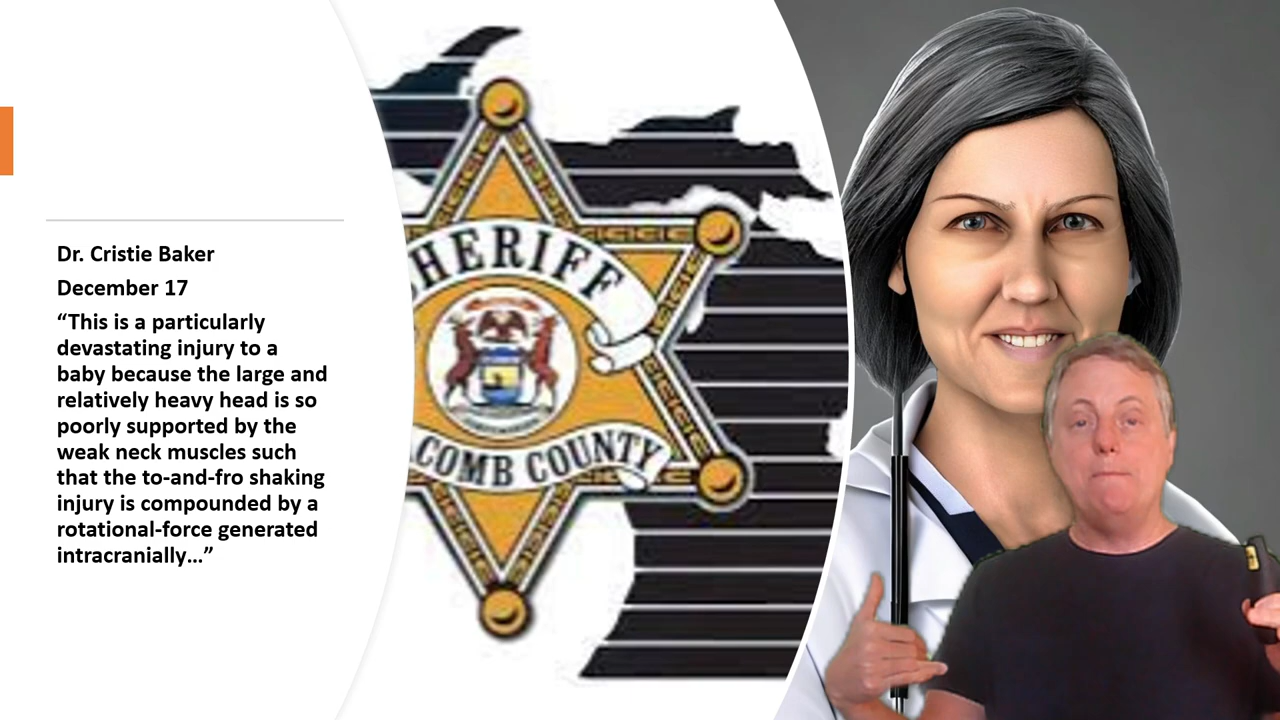 Dr. Cristie Baker
December 17
“This is a particularly
devastating injury to a
baby because the large and
relatively heavy head is so
poorly supported by the
weak neck muscles such
that the to-and-fro shaking
injury is compounded by a
rotational-force generated
intracranially...”
HERIFF
COMB COUNTY